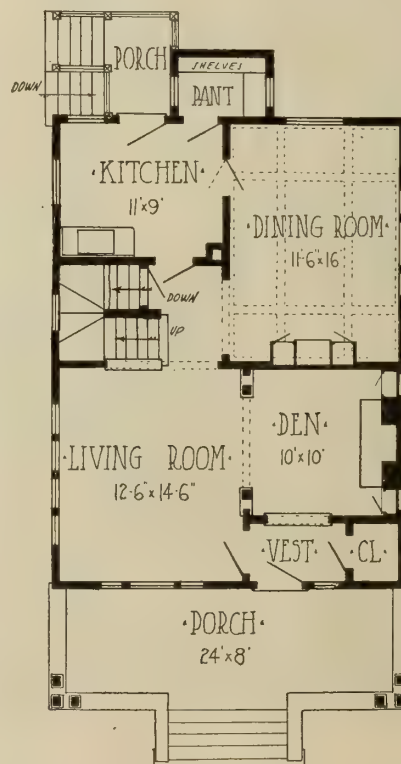 PORCH
SHELVES
DOWN
PANT
·KITCHEN·
11'x9'
·DINING ROOM·
11'-6"x16'
DOWN
UP
·LIVING ROOM·
12'-6"x14'-6"
·DEN·
10'x10'
·VEST·
·CL·
·PORCH·
24'x8'